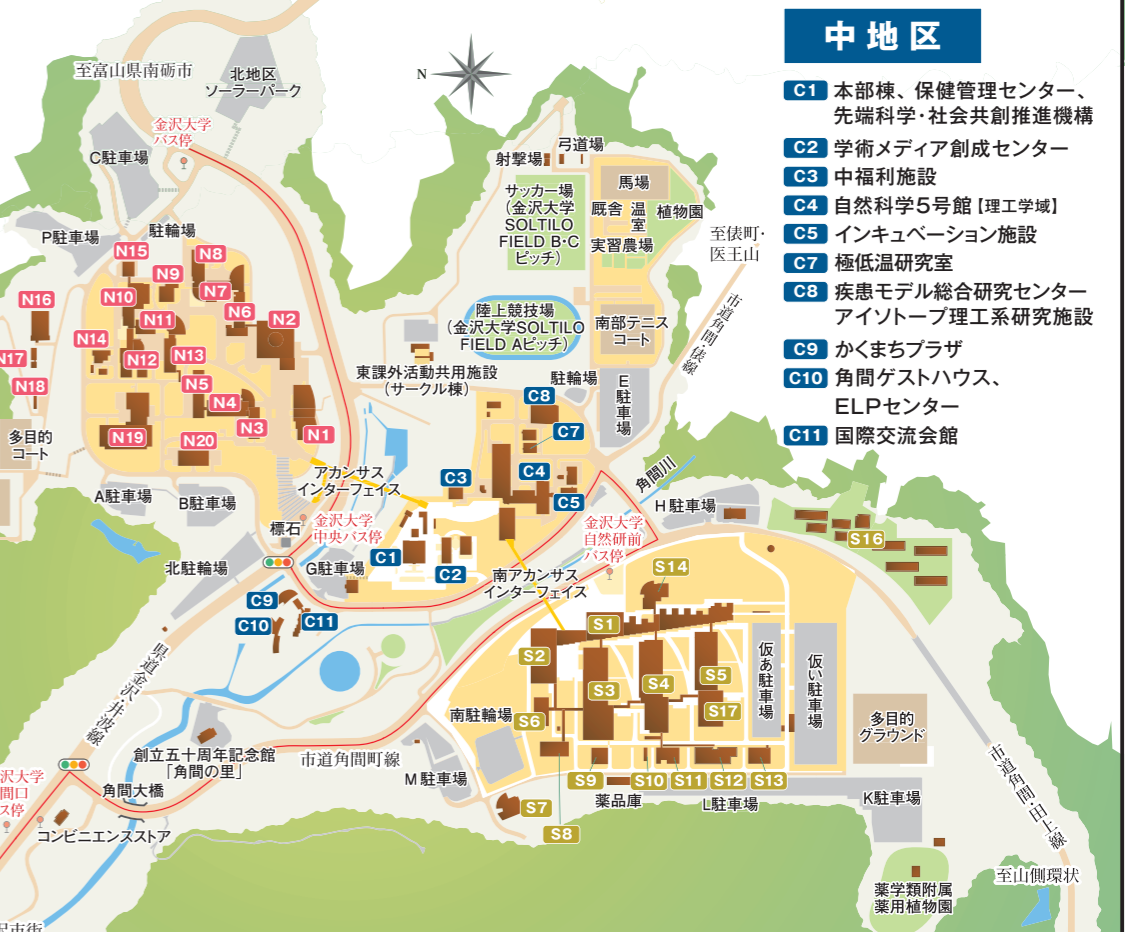 中地区
C1 本部棟、保健管理センター、
先端科学・社会共創推進機構
C2 学術メディア創成センター
C3 中福利施設
C4 自然科学5号館【理工学域】
C5 インキュベーション施設
C7 極低温研究室
C8 疾患モデル総合研究センター
アイソトープ理工系研究施設
C9 かくまちプラザ
C10 角間ゲストハウス、
ELPセンター
C11 国際交流会館
至富山県南砺市
北地区
ソーラーパーク
N
金沢大学
バス停
C駐車場
P駐車場
駐輪場
N15
N8
N9
N7
N10
N16
N6
N2
N11
N14
N13
N12
N17
N5
N18
N4
N3
N1
N19
N20
多目的
コート
A駐車場
B駐車場
アカンサス
インターフェイス
標石
金沢大学
中央バス停
北駐輪場
G駐車場
射撃場
弓道場
サッカー場
(金沢大学
SOLTILO
FIELD B・C
ピッチ)
馬場
厩舎
温室
植物園
実習農場
至俵町・
医王山
市道角間・俵線
陸上競技場
(金沢大学SOLTILO
FIELD Aピッチ)
南部テニス
コート
東課外活動共用施設
(サークル棟)
駐輪場
E駐車場
C8
C7
C3
C4
C5
C1
C2
C9
C10
C11
角間川
金沢大学
自然研前
バス停
H駐車場
S16
南アカンサス
インターフェイス
S14
S1
S2
S3
S4
S5
S17
S6
仮あ駐車場
仮い駐車場
南駐輪場
多目的
グラウンド
県道金沢・井波線
創立五十周年記念館
「角間の里」
市道角間町線
M駐車場
S9
S10
S11
S12
S13
薬品庫
L駐車場
K駐車場
S7
S8
市道角間・田上線
角間大橋
コンビニエンスストア
沢大学
間口
ス停
薬学類附属
薬用植物園
至山側環状
沢市街